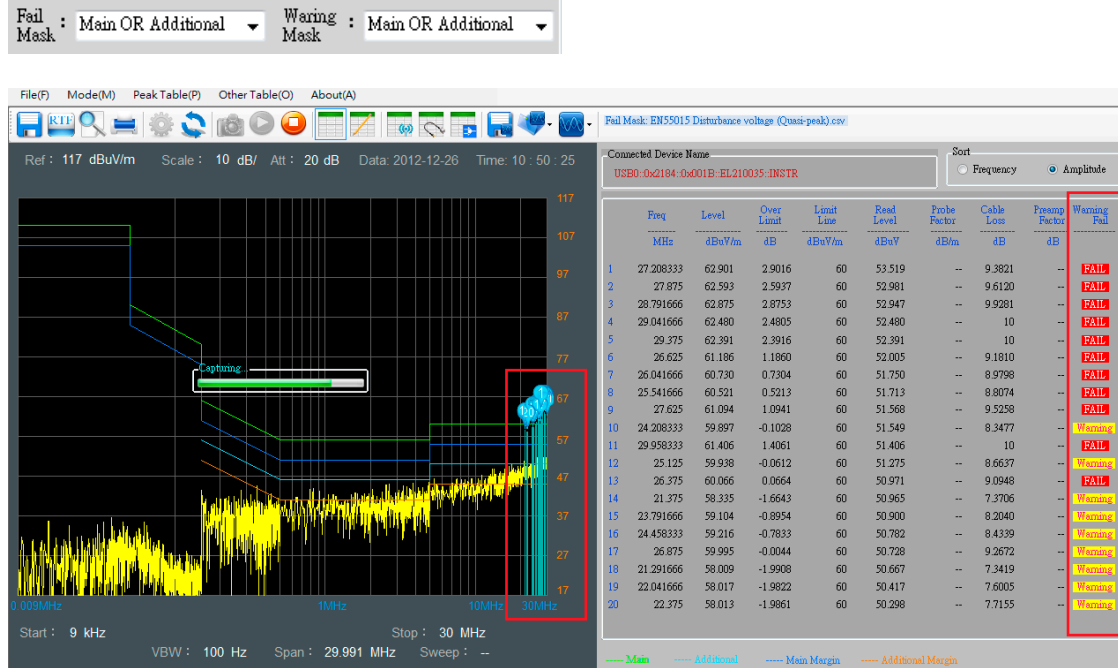 Fail Mask : Main OR Additional Waring Mask : Main OR Additional
File(F) Mode(M) Peak Table(P) Other Table(O) About(A)
RTF
Fail Mask: EN55015 Disturbance voltage (Quasi-peak).csv
Ref : 117 dBuV/m Scale : 10 dB/ Att : 20 dB Data: 2012-12-26 Time: 10 : 50 : 25
Connected Device Name
USB0::0x2184::0x001B::EL210035::INSTR
Sort
Frequency Amplitude
117
107
97
87
77
67
57
47
37
27
17
Capturing...
0.009MHz 1MHz 10MHz 30MHz
Start : 9 kHz Stop : 30 MHz
VBW : 100 Hz Span : 29.991 MHz Sweep : --
Freq Level Over Limit Limit Line Read Level Probe Factor Cable Loss Preamp Factor Warning Fail
MHz dBuV/m dB dBuV/m dBuV dB/m dB dB
1 27.208333 62.901 2.9016 60 53.519 -- 9.3821 -- FAIL
2 27.875 62.593 2.5937 60 52.981 -- 9.6120 -- FAIL
3 28.791666 62.875 2.8753 60 52.947 -- 9.9281 -- FAIL
4 29.041666 62.480 2.4805 60 52.480 -- 10 -- FAIL
5 29.375 62.391 2.3916 60 52.391 -- 10 -- FAIL
6 26.625 61.186 1.1860 60 52.005 -- 9.1810 -- FAIL
7 26.041666 60.730 0.7304 60 51.750 -- 8.9798 -- FAIL
8 25.541666 60.521 0.5213 60 51.713 -- 8.8074 -- FAIL
9 27.625 61.094 1.0941 60 51.568 -- 9.5258 -- FAIL
10 24.208333 59.897 -0.1028 60 51.549 -- 8.3477 -- Warning
11 29.958333 61.406 1.4061 60 51.406 -- 10 -- FAIL
12 25.125 59.938 -0.0612 60 51.275 -- 8.6637 -- Warning
13 26.375 60.066 0.0664 60 50.971 -- 9.0948 -- FAIL
14 21.375 58.335 -1.6643 60 50.965 -- 7.3706 -- Warning
15 23.791666 59.104 -0.8954 60 50.900 -- 8.2040 -- Warning
16 24.458333 59.216 -0.7833 60 50.782 -- 8.4339 -- Warning
17 26.875 59.995 -0.0044 60 50.728 -- 9.2672 -- Warning
18 21.291666 58.009 -1.9908 60 50.667 -- 7.3419 -- Warning
19 22.041666 58.017 -1.9822 60 50.417 -- 7.6005 -- Warning
20 22.375 58.013 -1.9861 60 50.298 -- 7.7155 -- Warning
----- Main ----- Additional ----- Main Margin ----- Additional Margin